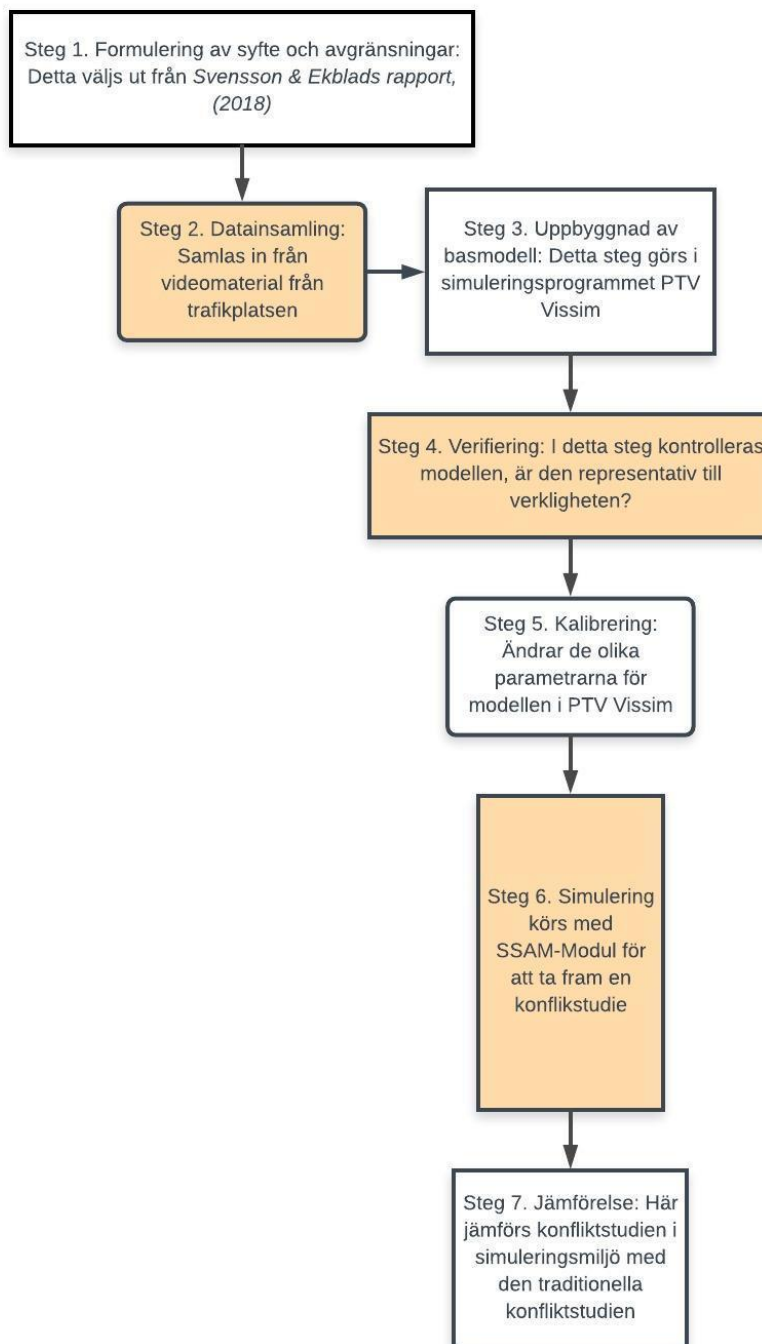 Steg 1. Formulering av syfte och avgränsningar:
Detta väljs ut från Svensson & Ekblads rapport,
(2018)
Steg 2. Datainsamling:
Samlas in från
videomaterial från
trafikplatsen
Steg 3. Uppbyggnad av
basmodell: Detta steg görs i
simuleringsprogrammet PTV
Vissim
Steg 4. Verifiering: I detta steg kontrolleras
modellen, är den representativ till
verkligheten?
Steg 5. Kalibrering:
Ändrar de olika
parametrarna för
modellen i PTV Vissim
Steg 6. Simulering
körs med
SSAM-Modul för
att ta fram en
konflikstudie
Steg 7. Jämförelse: Här
jämförs konfliktstudien i
simuleringsmiljö med
den traditionella
konfliktstudien